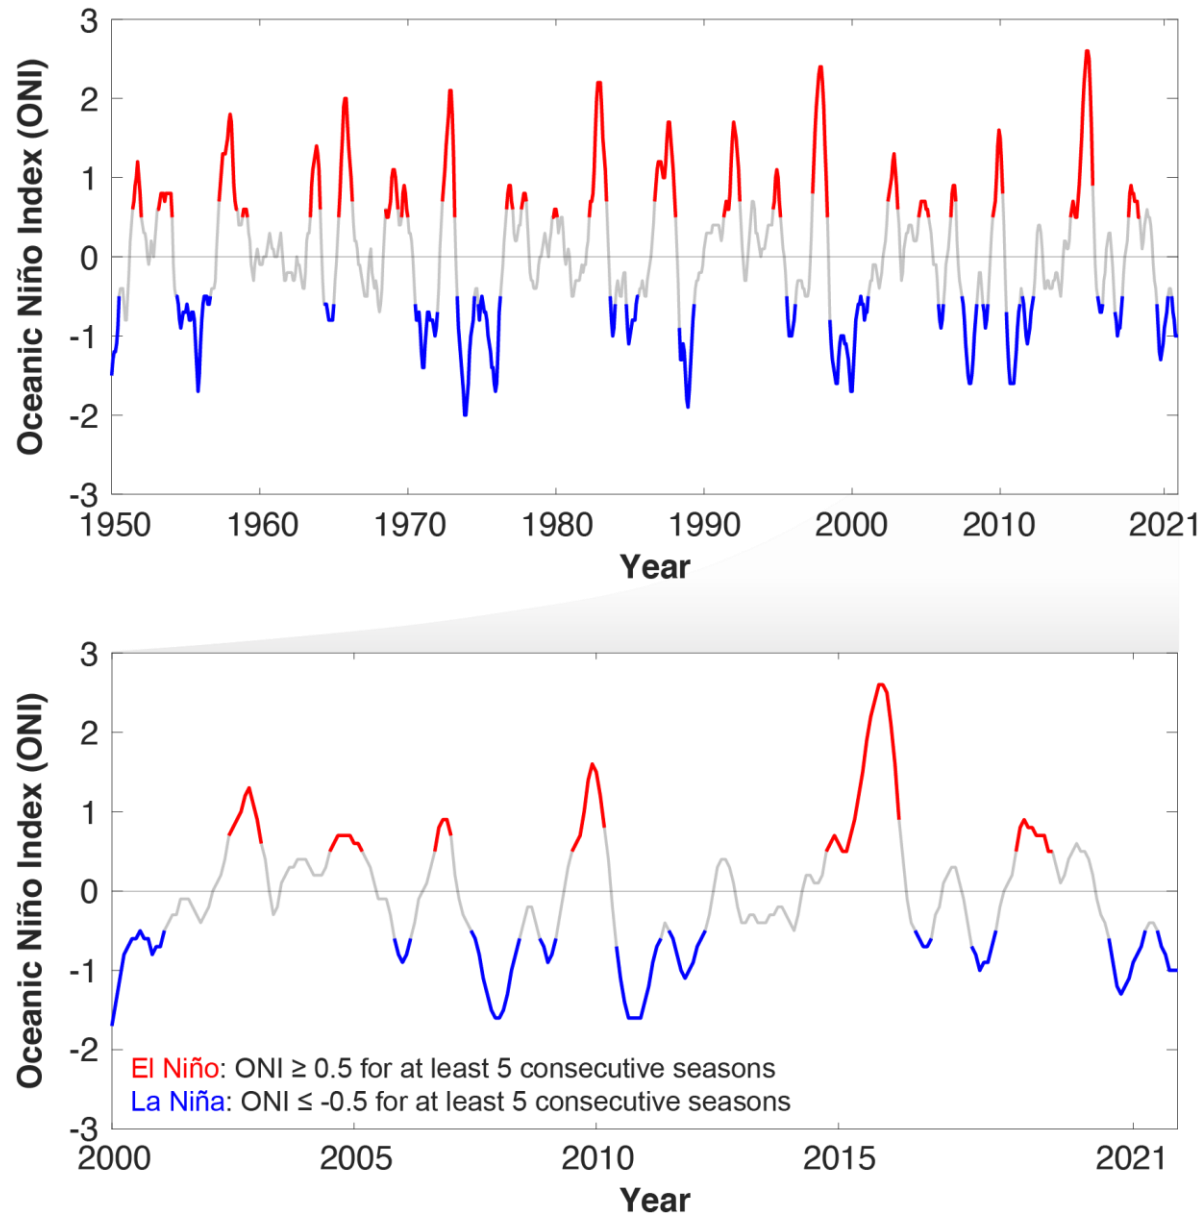 Oceanic Niño Index (ONI)
3
2
1
0
-1
-2
-3
1950 1960 1970 1980 1990 2000 2010 2021
Year
Oceanic Niño Index (ONI)
3
2
1
0
-1
-2
-3
El Niño: ONI ≥ 0.5 for at least 5 consecutive seasons
La Niña: ONI ≤ -0.5 for at least 5 consecutive seasons
2000 2005 2010 2015 2021
Year